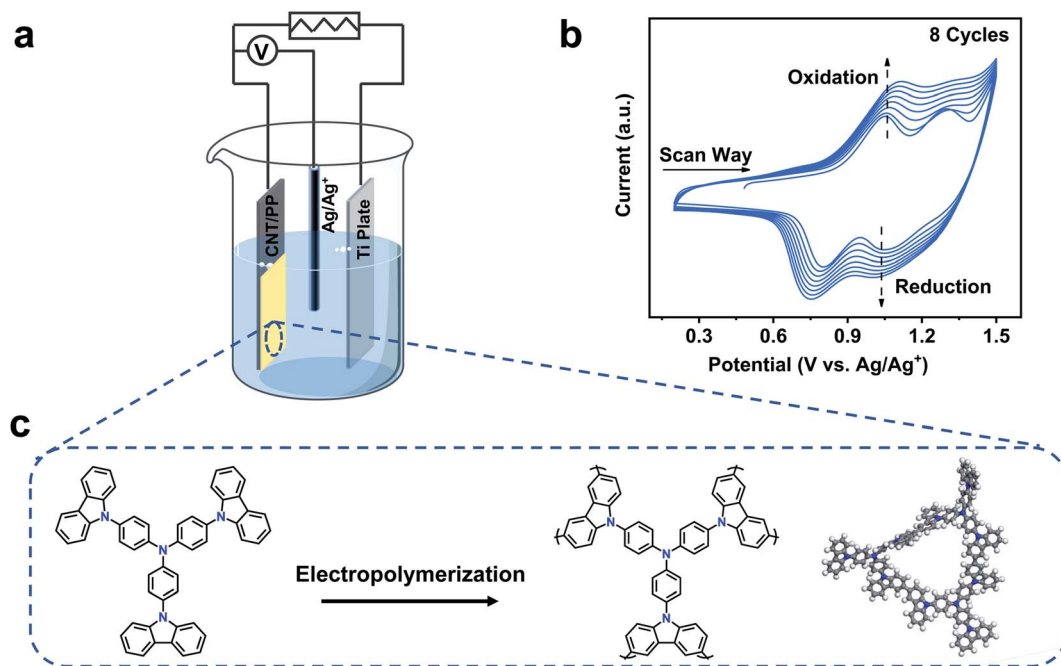 a
V
CNT/PP
Ag/Ag⁺
Ti Plate
b
8 Cycles
Oxidation
Scan Way
Reduction
Current (a.u.)
0.3 0.6 0.9 1.2 1.5
Potential (V vs. Ag/Ag⁺)
c
N N
N
N
Electropolymerization
N N
N
N